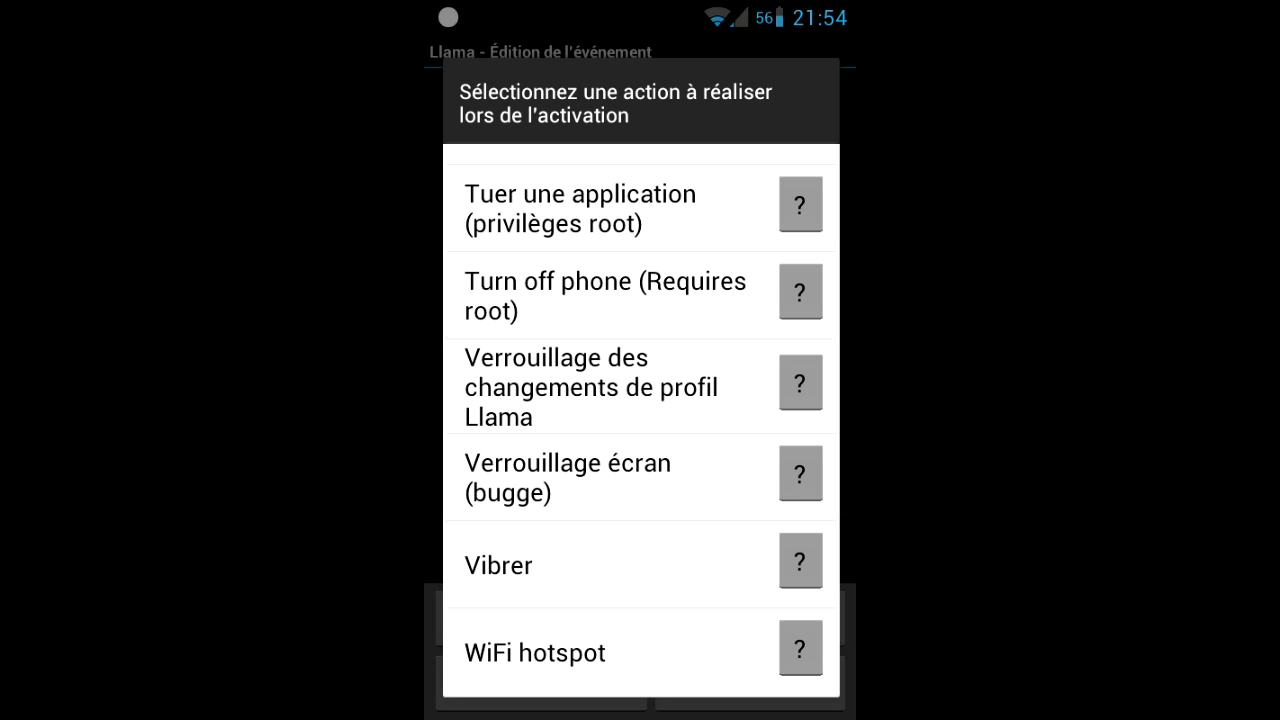 56 21:54
Llama - Édition de l'événement
Sélectionnez une action à réaliser
lors de l'activation
Tuer une application
(privilèges root)
?
Turn off phone (Requires
root)
?
Verrouillage des
changements de profil
Llama
?
Verrouillage écran
(bugge)
?
Vibrer
?
WiFi hotspot
?